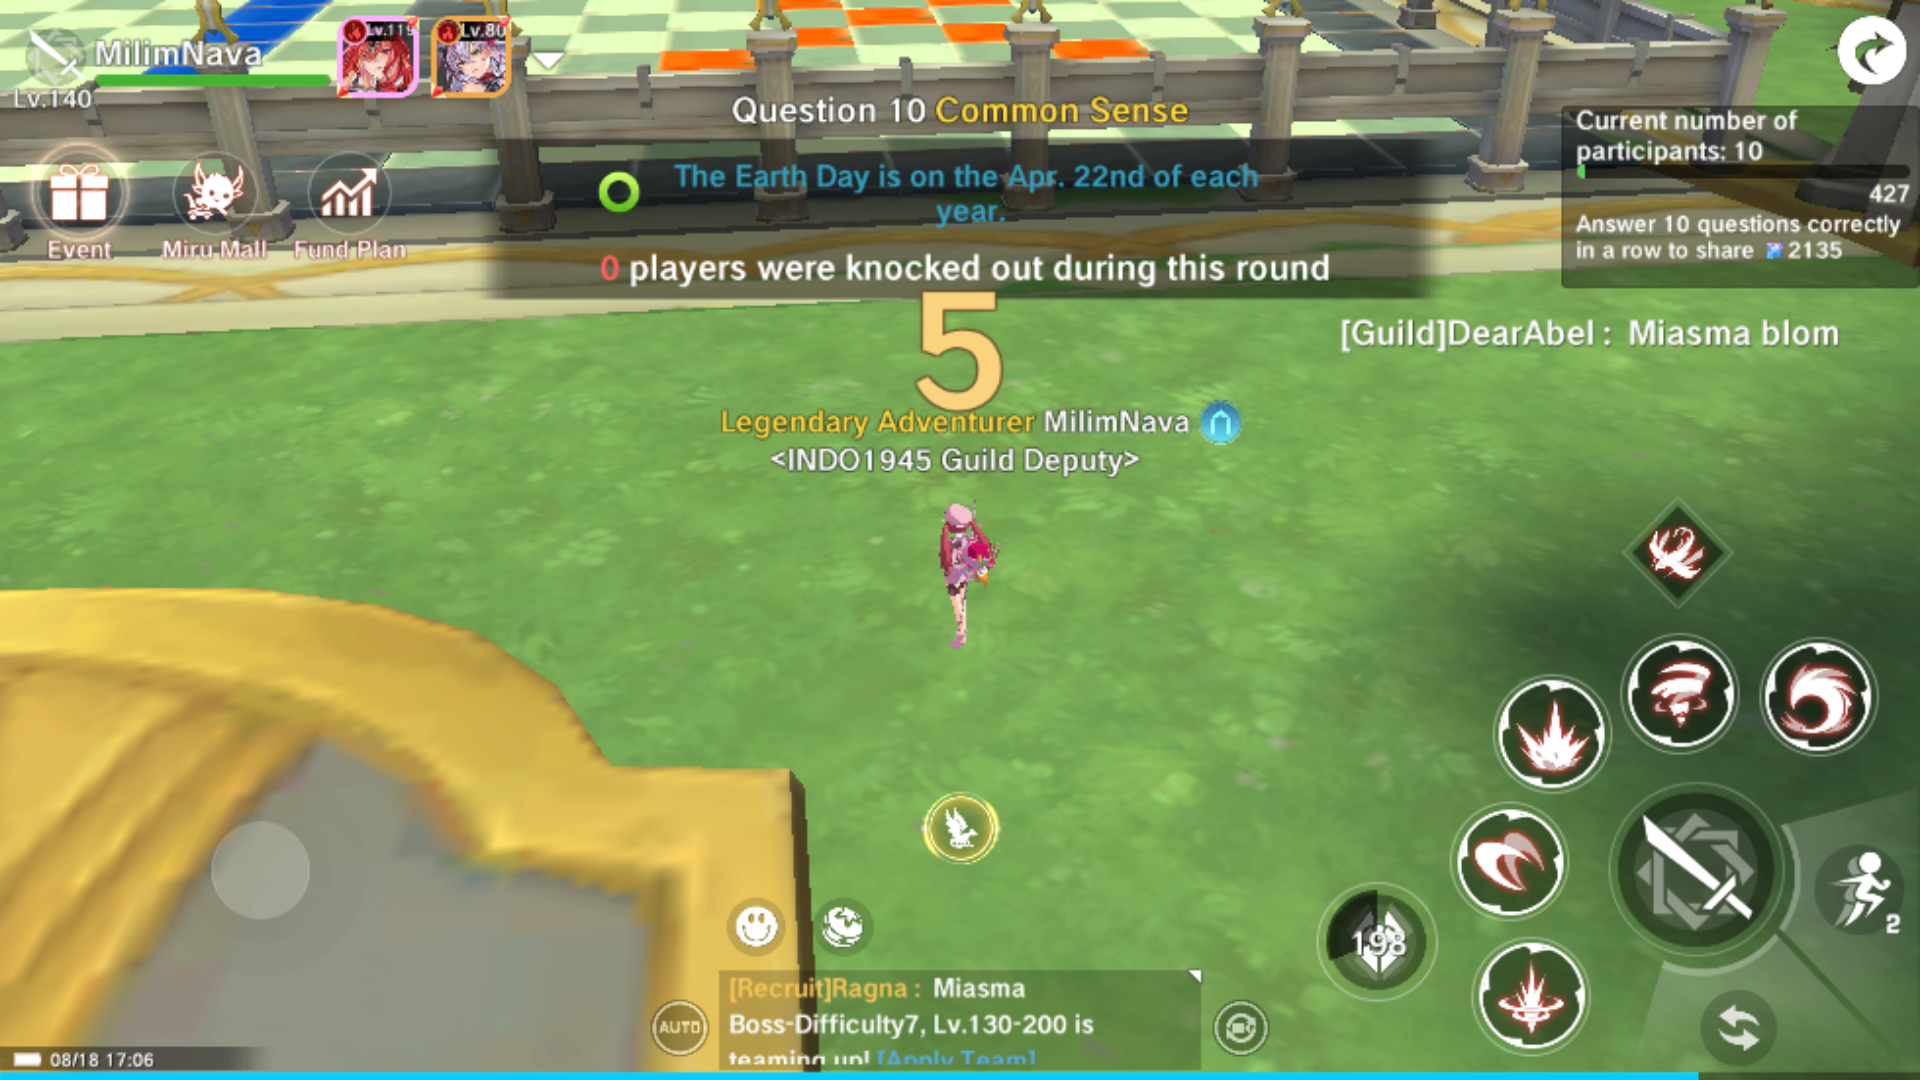 MilimNava
Lv.140
Lv.119
Lv.80
Event
Miru Mall
Fund Plan
Question 10 Common Sense
The Earth Day is on the Apr. 22nd of each
year.
0 players were knocked out during this round
5
Current number of
participants: 10
427
Answer 10 questions correctly
in a row to share 2135
[Guild]DearAbel : Miasma blom
Legendary Adventurer MilimNava
<INDO1945 Guild Deputy>
198
2
AUTO
[Recruit]Ragna : Miasma
Boss-Difficulty7, Lv.130-200 is
teaming up! [Apply Team]
08/18 17:06